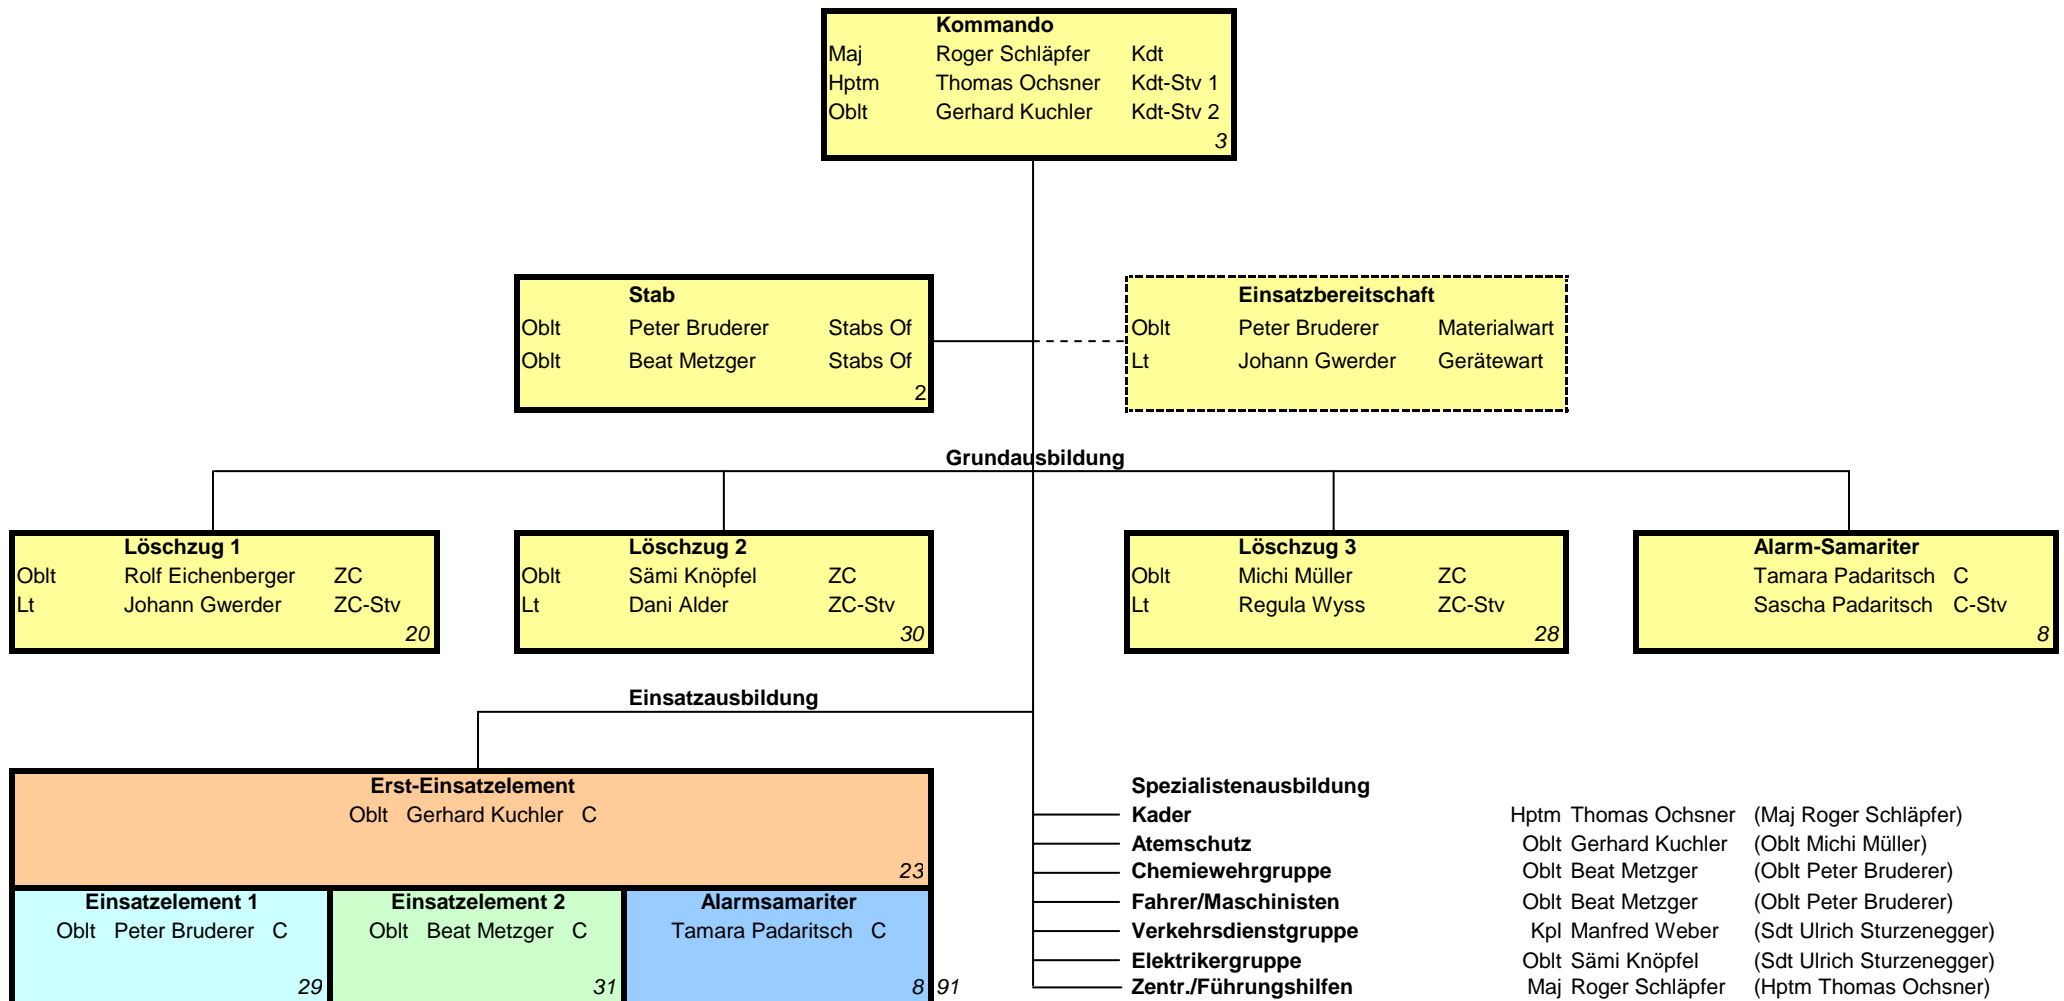 Kommando
Maj Roger Schläpfer Kdt
Hptm Thomas Ochsner Kdt-Stv 1
Oblt Gerhard Kuchler Kdt-Stv 2
3
Stab
Oblt Peter Bruderer Stabs Of
Oblt Beat Metzger Stabs Of
2
Einsatzbereitschaft
Oblt Peter Bruderer Materialwart
Lt Johann Gwerder Gerätewart
Grundausbildung
Löschzug 1
Oblt Rolf Eichenberger ZC
Lt Johann Gwerder ZC-Stv
20
Löschzug 2
Oblt Sämi Knöpfel ZC
Lt Dani Alder ZC-Stv
30
Löschzug 3
Oblt Michi Müller ZC
Lt Regula Wyss ZC-Stv
28
Alarm-Samariter
Tamara Padaritsch C
Sascha Padaritsch C-Stv
8
Einsatzausbildung
Erst-Einsatzelement
Oblt Gerhard Kuchler C
23
Einsatzelement 1
Oblt Peter Bruderer C
29
Einsatzelement 2
Oblt Beat Metzger C
31
Alarmsamariter
Tamara Padaritsch C
8
91
Spezialistenausbildung
Kader Hptm Thomas Ochsner (Maj Roger Schläpfer)
Atemschutz Oblt Gerhard Kuchler (Oblt Michi Müller)
Chemiewehrgruppe Oblt Beat Metzger (Oblt Peter Bruderer)
Fahrer/Maschinisten Oblt Beat Metzger (Oblt Peter Bruderer)
Verkehrsdienstgruppe Kpl Manfred Weber (Sdt Ulrich Sturzenegger)
Elektrikergruppe Oblt Sämi Knöpfel (Sdt Ulrich Sturzenegger)
Zentr./Führungshilfen Maj Roger Schläpfer (Hptm Thomas Ochsner)